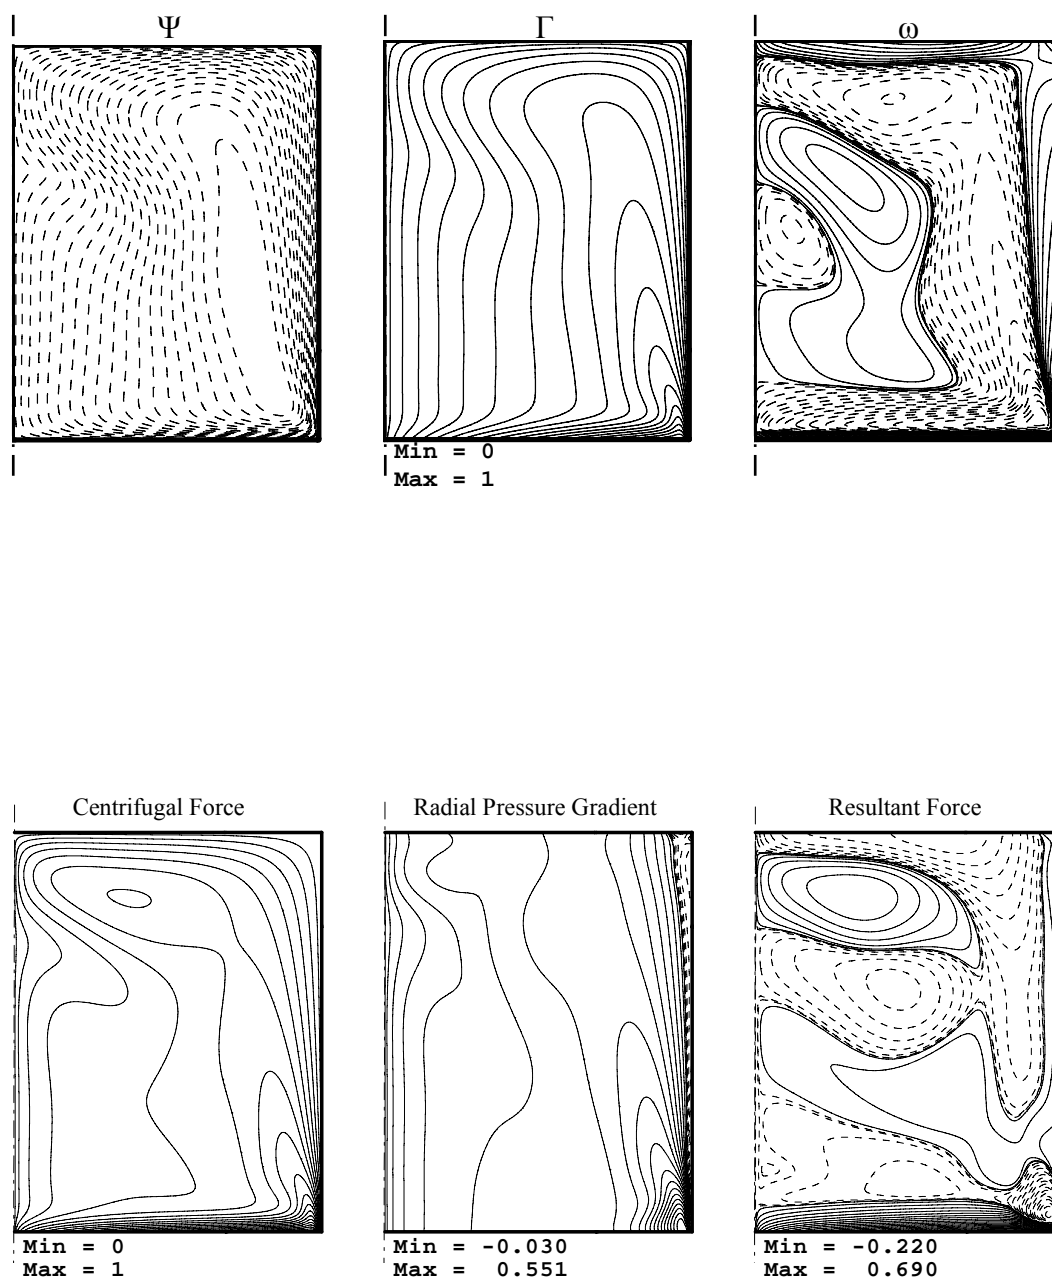 Ψ Γ ω
Min = 0
Max = 1
Centrifugal Force Radial Pressure Gradient Resultant Force
Min = 0 Min = -0.030 Min = -0.220
Max = 1 Max = 0.551 Max = 0.690